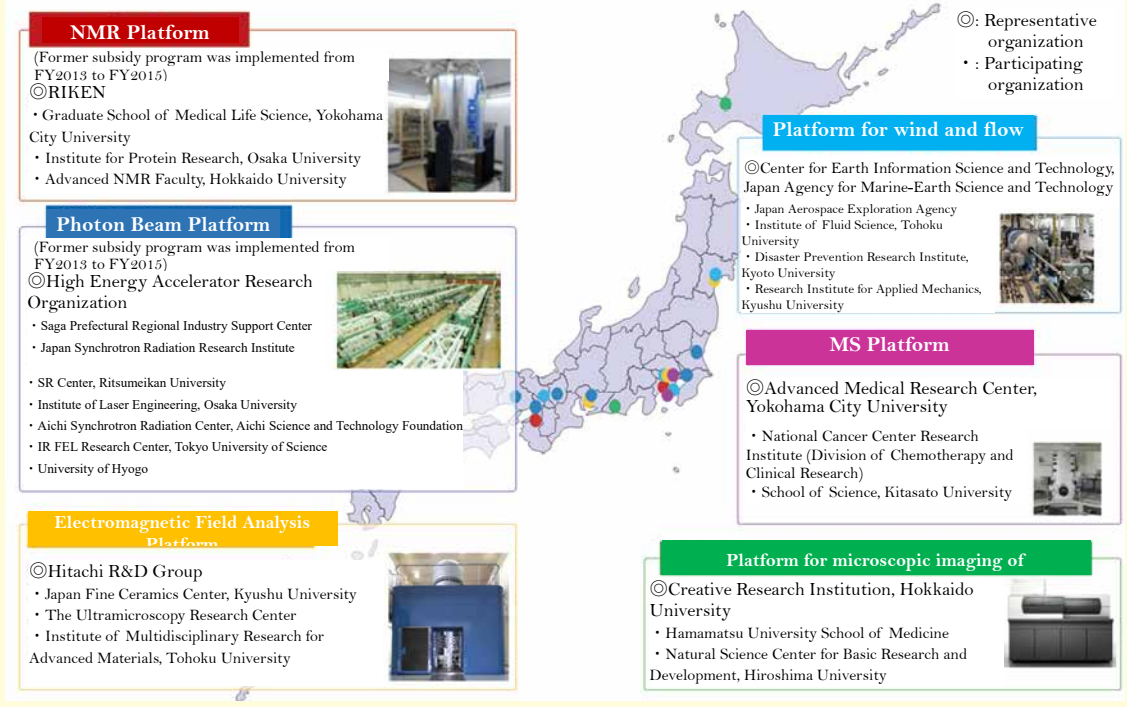 NMR Platform
(Former subsidy program was implemented from
FY2013 to FY2015)
◎RIKEN
・Graduate School of Medical Life Science, Yokohama
City University
・Institute for Protein Research, Osaka University
・Advanced NMR Faculty, Hokkaido University
Photon Beam Platform
(Former subsidy program was implemented from
FY2013 to FY2015)
◎High Energy Accelerator Research
Organization
・Saga Prefectural Regional Industry Support Center
・Japan Synchrotron Radiation Research Institute
・SR Center, Ritsumeikan University
・Institute of Laser Engineering, Osaka University
・Aichi Synchrotron Radiation Center, Aichi Science and Technology Foundation
・IR FEL Research Center, Tokyo University of Science
・University of Hyogo
Electromagnetic Field Analysis
Platform
◎Hitachi R&D Group
・Japan Fine Ceramics Center, Kyushu University
・The Ultramicroscopy Research Center
・Institute of Multidisciplinary Research for
Advanced Materials, Tohoku University
◎: Representative
organization
・: Participating
organization
Platform for wind and flow
◎Center for Earth Information Science and Technology,
Japan Agency for Marine-Earth Science and Technology
・Japan Aerospace Exploration Agency
・Institute of Fluid Science, Tohoku
University
・Disaster Prevention Research Institute,
Kyoto University
・Research Institute for Applied Mechanics,
Kyushu University
MS Platform
◎Advanced Medical Research Center,
Yokohama City University
・National Cancer Center Research
Institute (Division of Chemotherapy and
Clinical Research)
・School of Science, Kitasato University
Platform for microscopic imaging of
◎Creative Research Institution, Hokkaido
University
・Hamamatsu University School of Medicine
・Natural Science Center for Basic Research and
Development, Hiroshima University